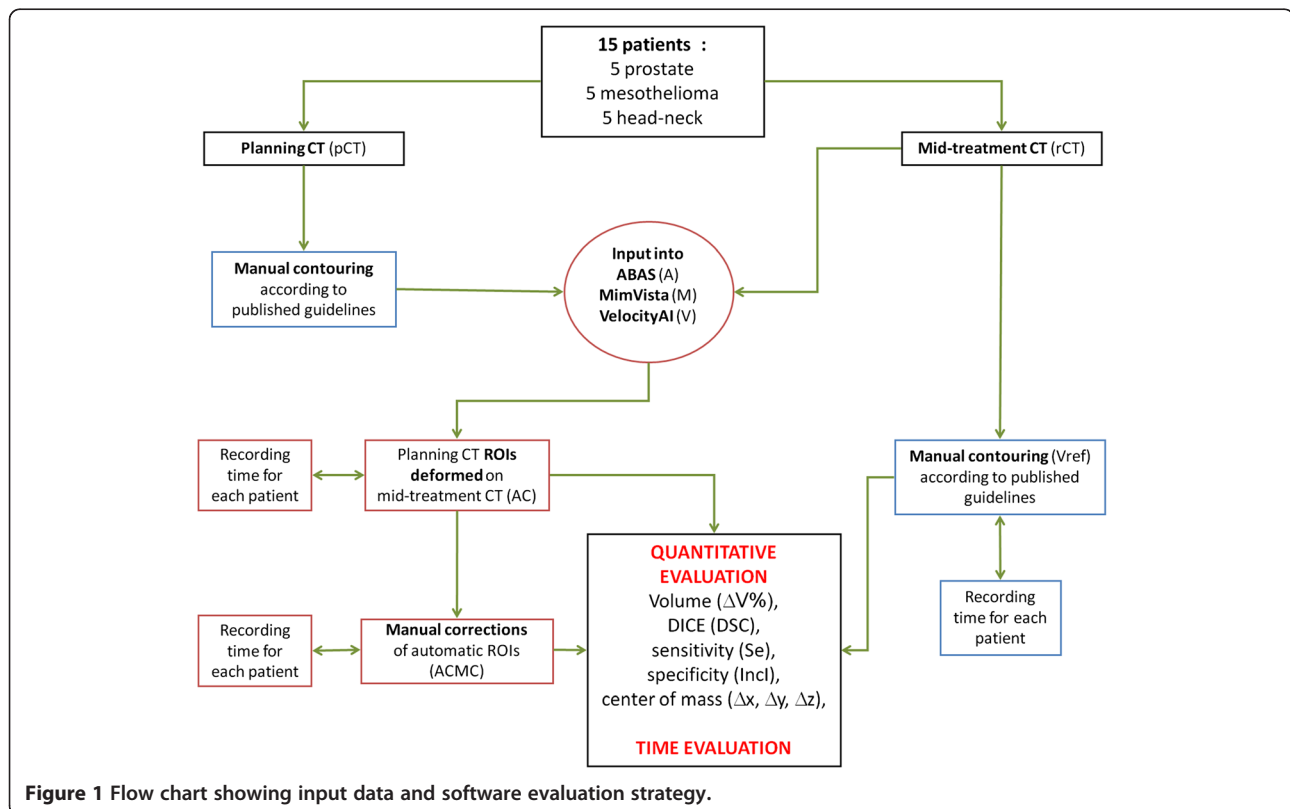 15 patients :
5 prostate
5 mesothelioma
5 head-neck
Planning CT (pCT)
Mid-treatment CT (rCT)
Manual contouring
according to
published guidelines
Input into
ABAS (A)
MimVista (M)
VelocityAI (V)
Recording
time for
each patient
Planning CT ROIs
deformed on
mid-treatment CT (AC)
Manual contouring (Vref)
according to published
guidelines
Recording
time for
each patient
Manual corrections
of automatic ROIs
(ACMC)
QUANTITATIVE
EVALUATION
Volume (ΔV%),
DICE (DSC),
sensitivity (Se),
specificity (IncI),
center of mass (Δx, Δy, Δz),
TIME EVALUATION
Recording
time for each
patient
Figure 1 Flow chart showing input data and software evaluation strategy.